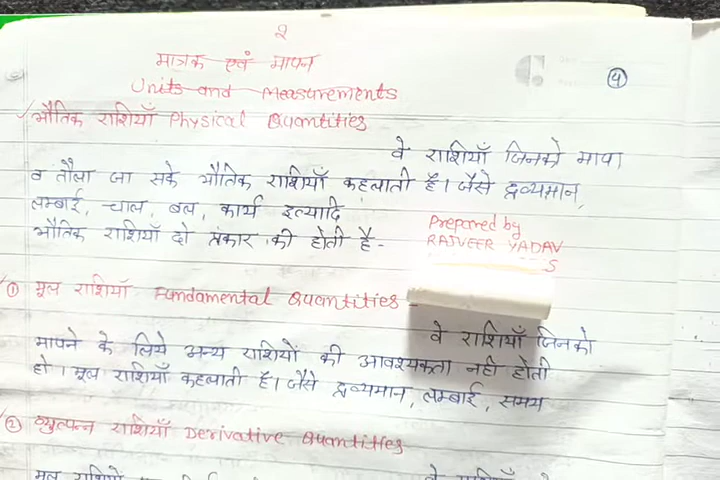 2
④
मात्रक एवं मापन
Units and Measurements
भौतिक राशियाँ Physical Quantities
वे राशियाँ जिनको मापा
व तौला जा सके भौतिक राशियाँ कहलाती है। जैसे द्रव्यमान,
लम्बाई, चाल, बल, कार्य इत्यादि
भौतिक राशियाँ दो प्रकार की होती है-
Prepared by
RAJVEER YADAV
S
① मूल राशियाँ Fundamental Quantities -
वे राशियाँ जिनको
मापने के लिये अन्य राशियों की आवश्यकता नही होती
हो। मूल राशियाँ कहलाती है। जैसे द्रव्यमान, लम्बाई, समय
② व्युत्पन्न राशियाँ Derivative Quantities
मूल राशियों
वे राशियाँ